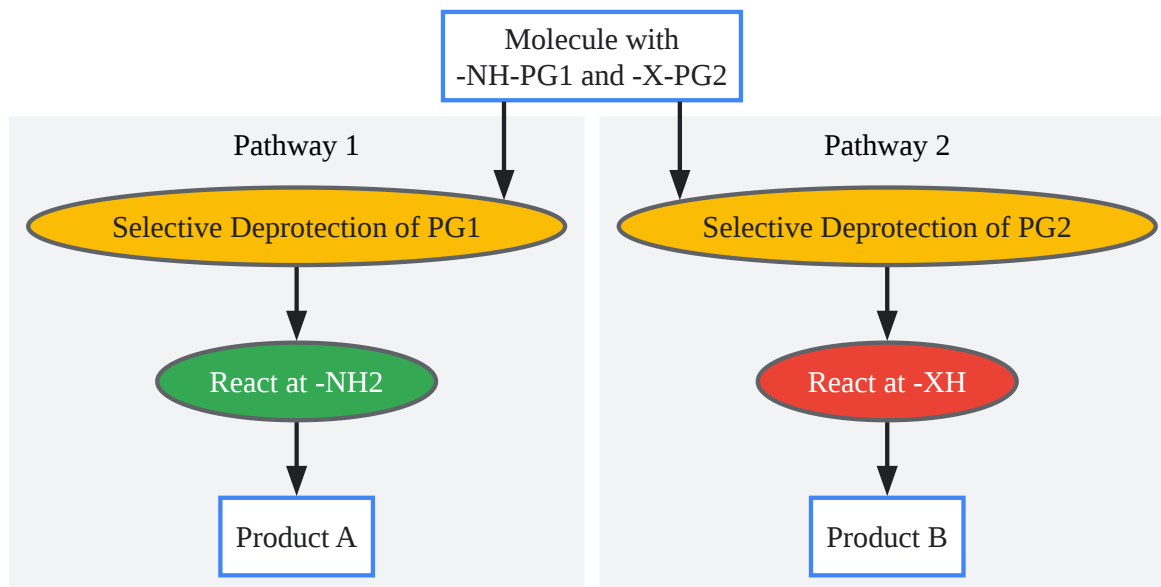 Molecule with
-NH-PG1 and -X-PG2
Pathway 1
Selective Deprotection of PG1
React at -NH2
Product A
Pathway 2
Selective Deprotection of PG2
React at -XH
Product B